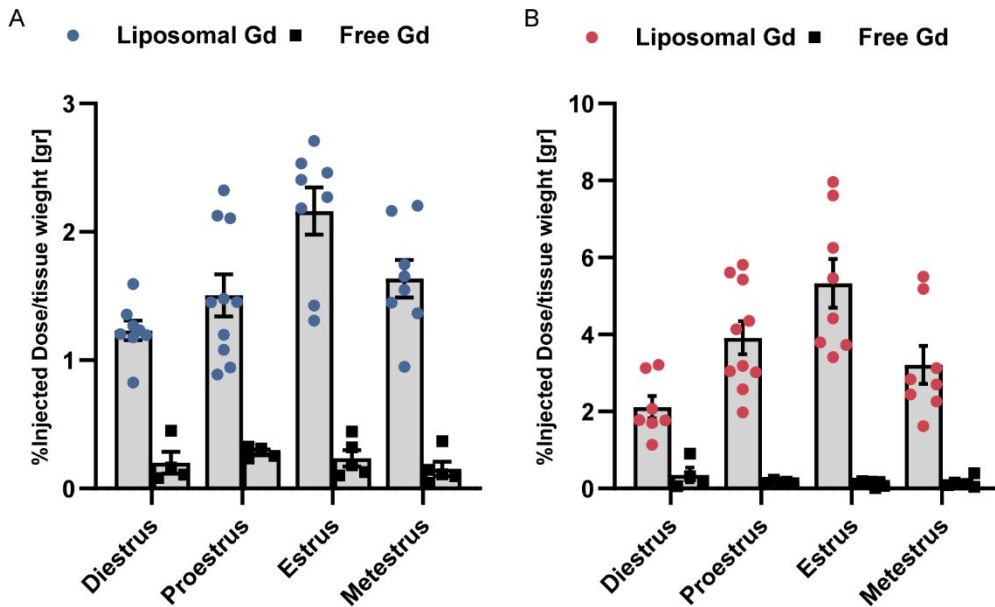 A
Liposomal Gd Free Gd
%Injected Dose/tissue wieght [gr]
3
2
1
0
Diestrus
Proestrus
Estrus
Metestrus
B
Liposomal Gd Free Gd
%Injected Dose/tissue wieght [gr]
10
8
6
4
2
0
Diestrus
Proestrus
Estrus
Metestrus